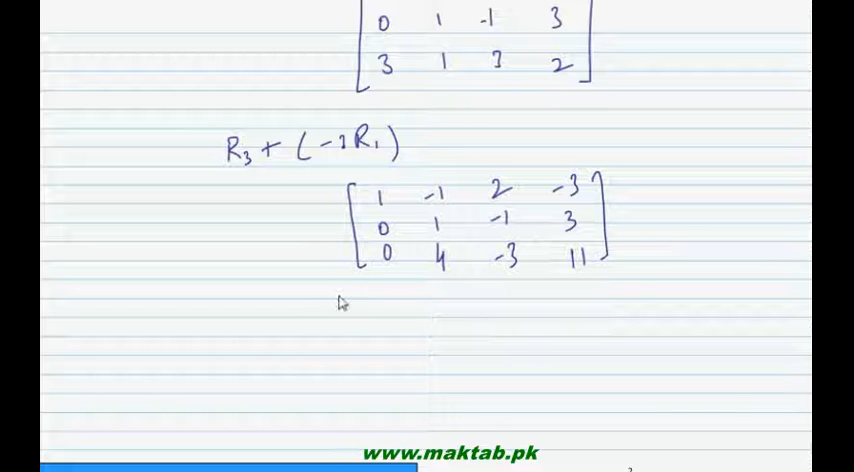 0 1 -1 3
3 1 3 2
R₃ + (-3R₁)
1 -1 2 -3
0 1 -1 3
0 4 -3 11
www.maktab.pk